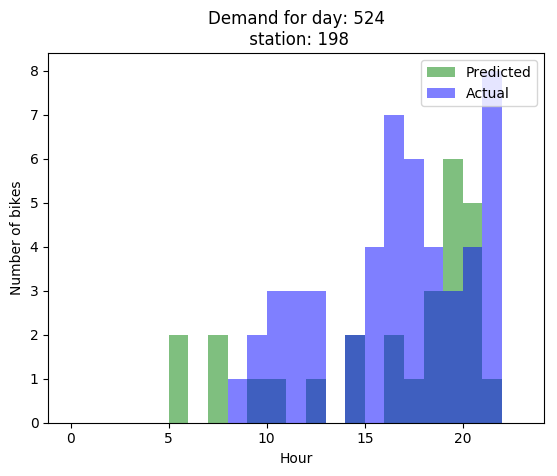 Demand for day: 524
station: 198
Predicted
Actual
Number of bikes
8
7
6
5
4
3
2
1
0
0 5 10 15 20
Hour